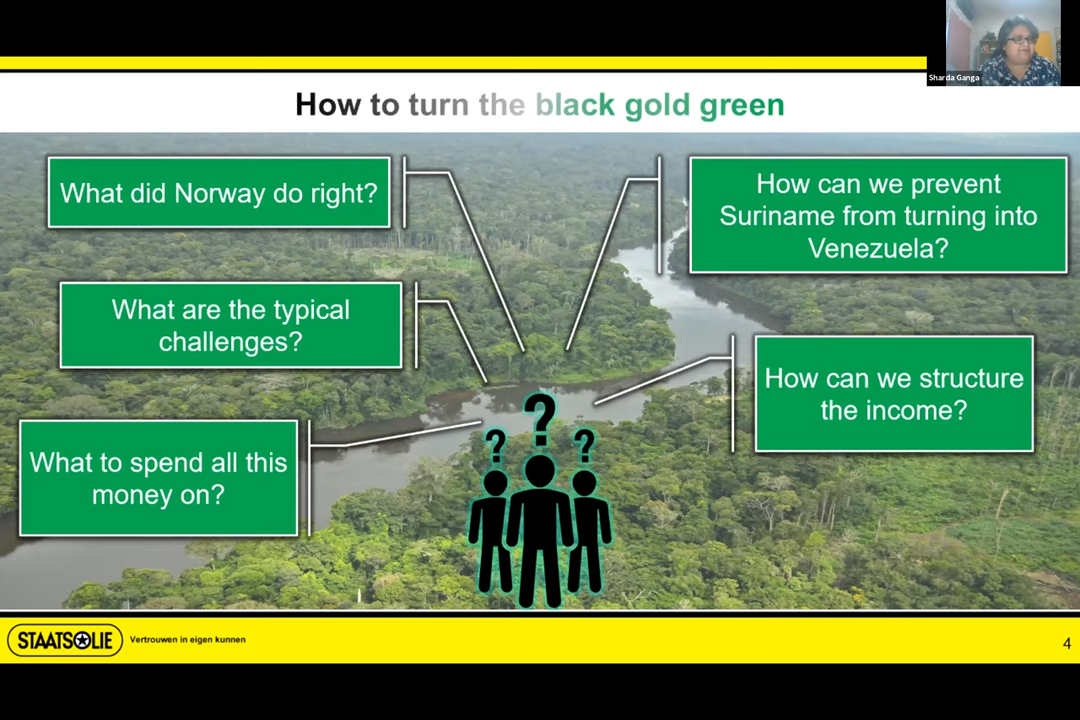 Sharda Ganga
How to turn the black gold green
What did Norway do right?
How can we prevent
Suriname from turning into
Venezuela?
What are the typical
challenges?
How can we structure
the income?
What to spend all this
money on?
? ? ?
STAATSOLIE
Vertrouwen in eigen kunnen
4